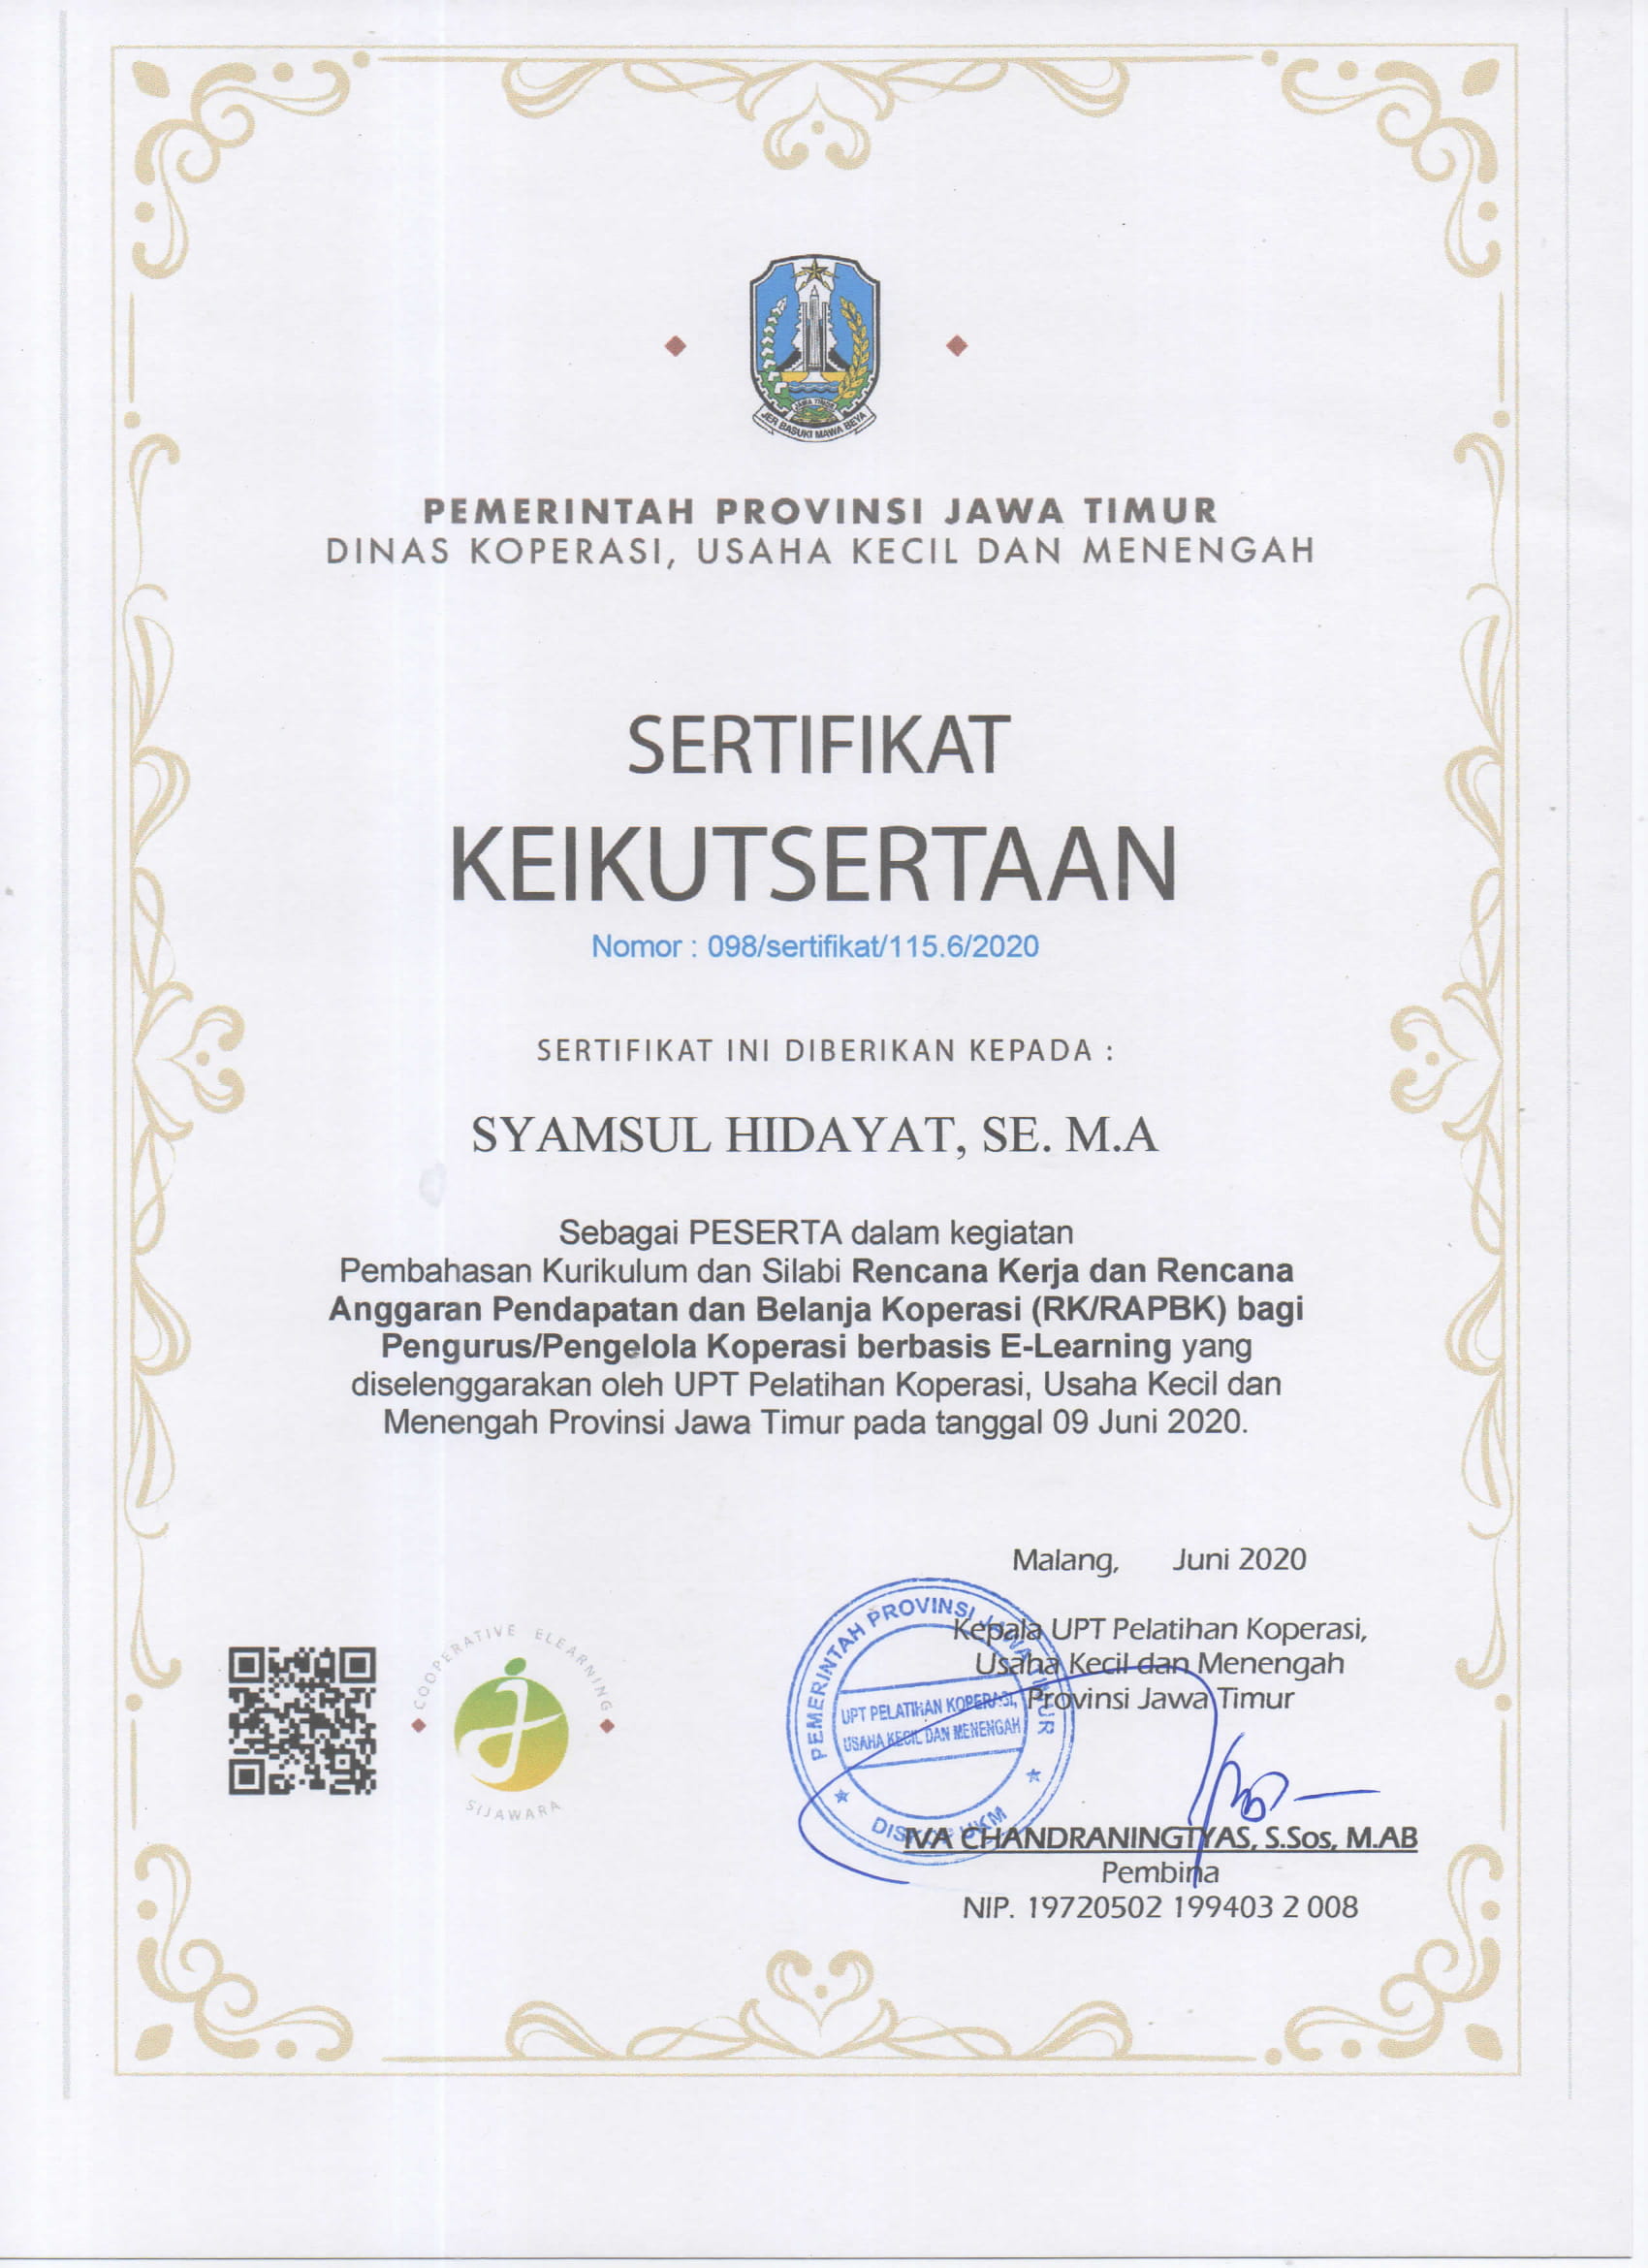 JAWA TIMUR
JER BASUKI MAWA BEYA
PEMERINTAH PROVINSI JAWA TIMUR
DINAS KOPERASI, USAHA KECIL DAN MENENGAH
SERTIFIKAT
KEIKUTSERTAAN
Nomor : 098/sertifikat/115.6/2020
SERTIFIKAT INI DIBERIKAN KEPADA :
SYAMSUL HIDAYAT, SE. M.A
Sebagai PESERTA dalam kegiatan
Pembahasan Kurikulum dan Silabi Rencana Kerja dan Rencana
Anggaran Pendapatan dan Belanja Koperasi (RK/RAPBK) bagi
Pengurus/Pengelola Koperasi berbasis E-Learning yang
diselenggarakan oleh UPT Pelatihan Koperasi, Usaha Kecil dan
Menengah Provinsi Jawa Timur pada tanggal 09 Juni 2020.
Malang, Juni 2020
Kepala UPT Pelatihan Koperasi,
Usaha Kecil dan Menengah
Provinsi Jawa Timur
PEMERINTAH PROVINSI JAWA TIMUR
UPT PELATIHAN KOPERASI,
USAHA KECIL DAN MENENGAH
DISKOP UKM
COOPERATIVE ELEARNING
SIJAWARA
IVA CHANDRANINGTYAS, S.Sos, M.AB
Pembina
NIP. 19720502 199403 2 008